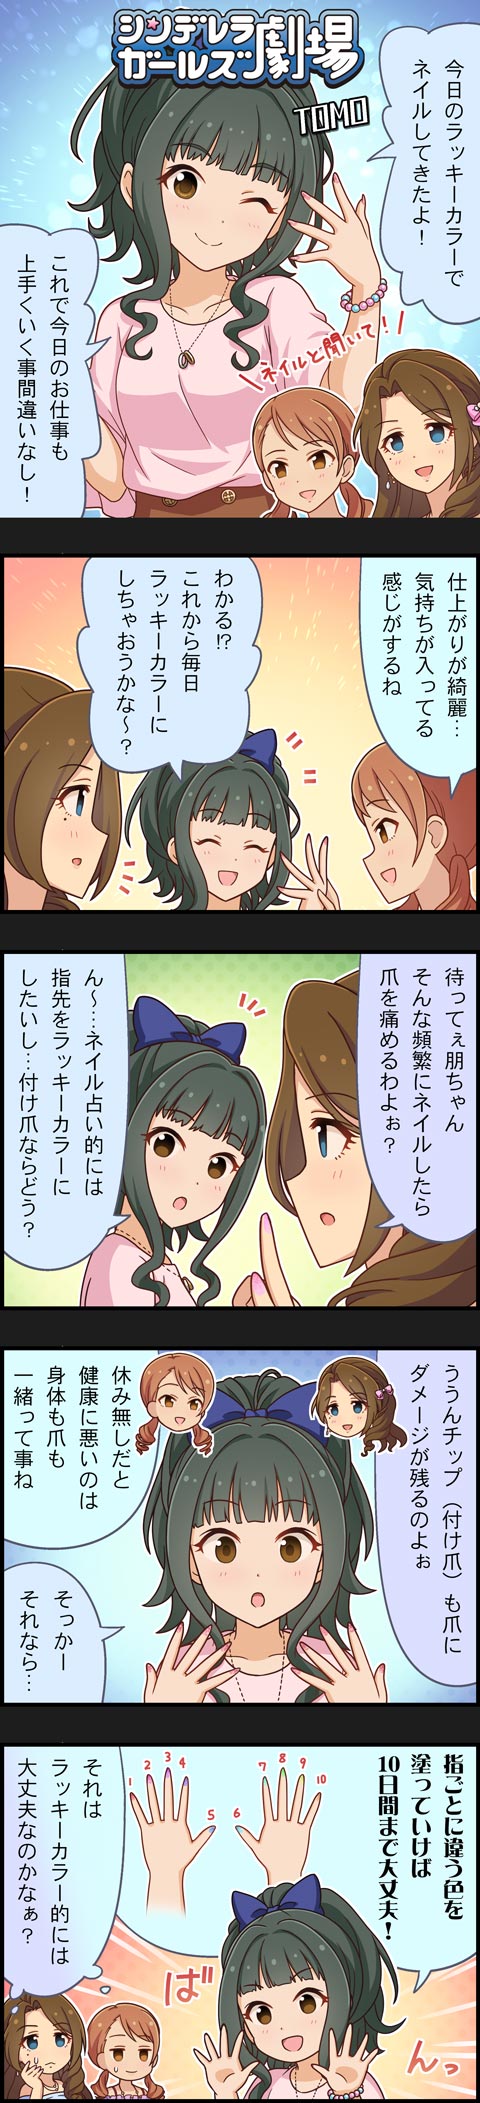 シンデレラ
ガールズ劇場
TOMO
今日のラッキーカラーで
ネイルしてきたよ！
これで今日のお仕事も
上手くいく事間違いなし！
ネイルと聞いて！
仕上がりが綺麗…
気持ちが入ってる
感じがするね
わかる!?
これから毎日
ラッキーカラーに
しちゃおうかな～？
待ってぇ朋ちゃん
そんな頻繁にネイルしたら
爪を痛めるわよぉ？
ん～…ネイル占い的には
指先をラッキーカラーに
したいし…付け爪ならどう？
ううんチップ（付け爪）も爪に
ダメージが残るのよぉ
休み無しだと
健康に悪いのは
身体も爪も
一緒って事ね
そっかー
それなら…
指ごとに違う色を
塗っていけば
10日間まで大丈夫！
1 2 3 4 5 6 7 8 9 10
ばんっ
それは
ラッキーカラー的には
大丈夫なのかなぁ？